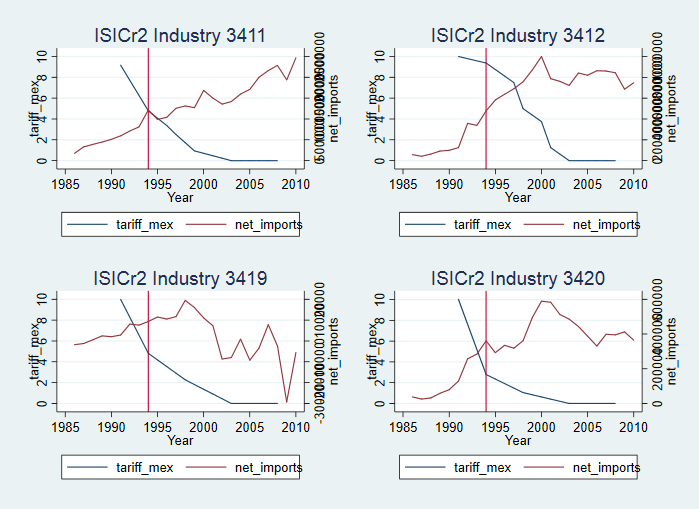 ISICr2 Industry 3411
tariff_mex
0 2 4 6 8 10
net_imports
1985 1990 1995 2000 2005 2010
Year
tariff_mex net_imports
ISICr2 Industry 3412
tariff_mex
0 2 4 6 8 10
net_imports
1985 1990 1995 2000 2005 2010
Year
tariff_mex net_imports
ISICr2 Industry 3419
tariff_mex
0 2 4 6 8 10
net_imports
1985 1990 1995 2000 2005 2010
Year
tariff_mex net_imports
ISICr2 Industry 3420
tariff_mex
0 2 4 6 8 10
net_imports
1985 1990 1995 2000 2005 2010
Year
tariff_mex net_imports